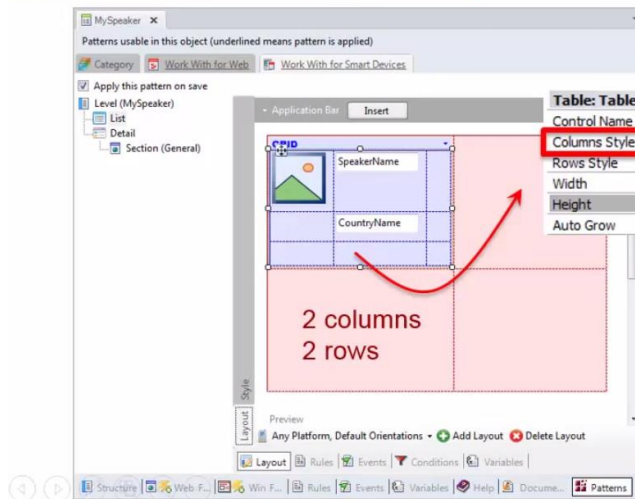 MySpeaker
Patterns usable in this object (underlined means pattern is applied)
Category Work With for Web Work With for Smart Devices
Apply this pattern on save
Level (MySpeaker)
List
Detail
Section (General)
Application Bar Insert
SpeakerName
CountryName
2 columns
2 rows
Table: Table
Control Name
Columns Style
Rows Style
Width
Height
Auto Grow
Style
Layout
Preview
Any Platform, Default Orientations Add Layout Delete Layout
Layout Rules Events Conditions Variables
Structure Web F... Win F... Rules Events Variables Help Docume... Patterns